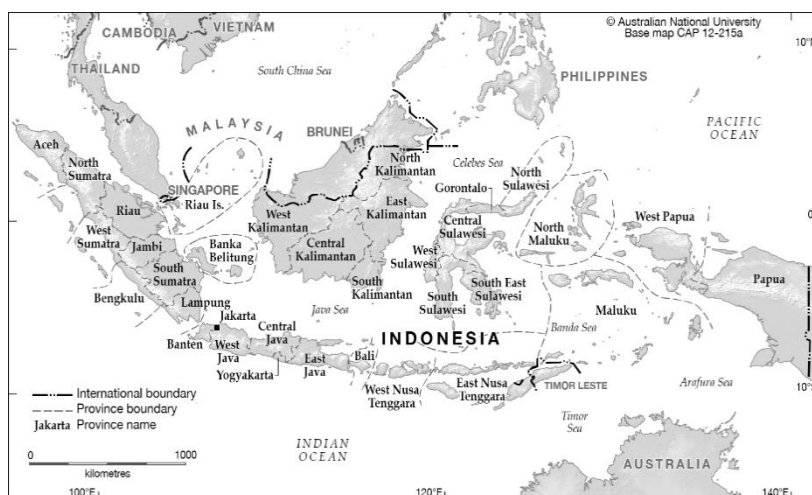 © Australian National University
Base map CAP 12-215a
10°
CAMBODIA
VIETNAM
THAILAND
South China Sea
PHILIPPINES
PACIFIC
OCEAN
MALAYSIA
BRUNEI
Celebes Sea
Aceh
North
Sumatra
North
Kalimantan
SINGAPORE
Riau Is.
Riau
North
Sulawesi
Gorontalo
East
Kalimantan
West
Kalimantan
Central
Sulawesi
North
Maluku
West Papua
0
West
Sumatra
Jambi
Banka
Belitung
Central
Kalimantan
West
Sulawesi
Papua
South
Sumatra
South
Kalimantan
South East
Sulawesi
South
Sulawesi
Bengkulu
Lampung
Jakarta
Java Sea
Maluku
Banda Sea
INDONESIA
Banten
West
Java
Central
Java
Yogyakarta
East
Java
Bali
West Nusa
Tenggara
East Nusa
Tenggara
TIMOR LESTE
Arafura Sea
10°
Timor
Sea
International boundary
Province boundary
Jakarta Province name
INDIAN
OCEAN
0 1000
kilometres
AUSTRALIA
100°E
120°E
140°E